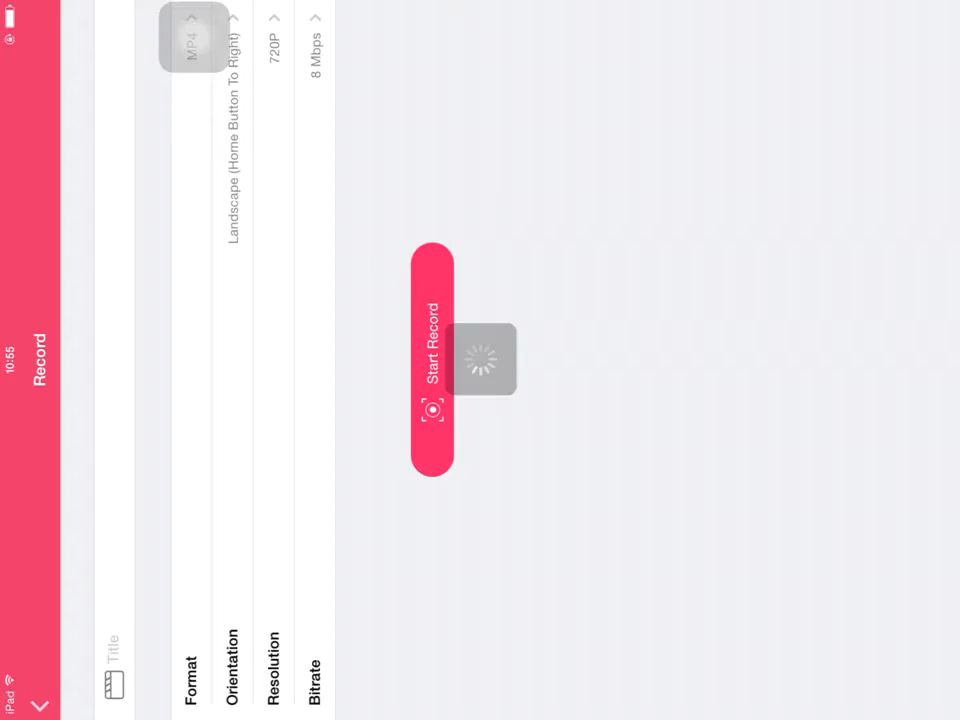 iPad 10:55
Record
Title
Format MP4
Orientation Landscape (Home Button To Right)
Resolution 720P
Bitrate 8 Mbps
Start Record